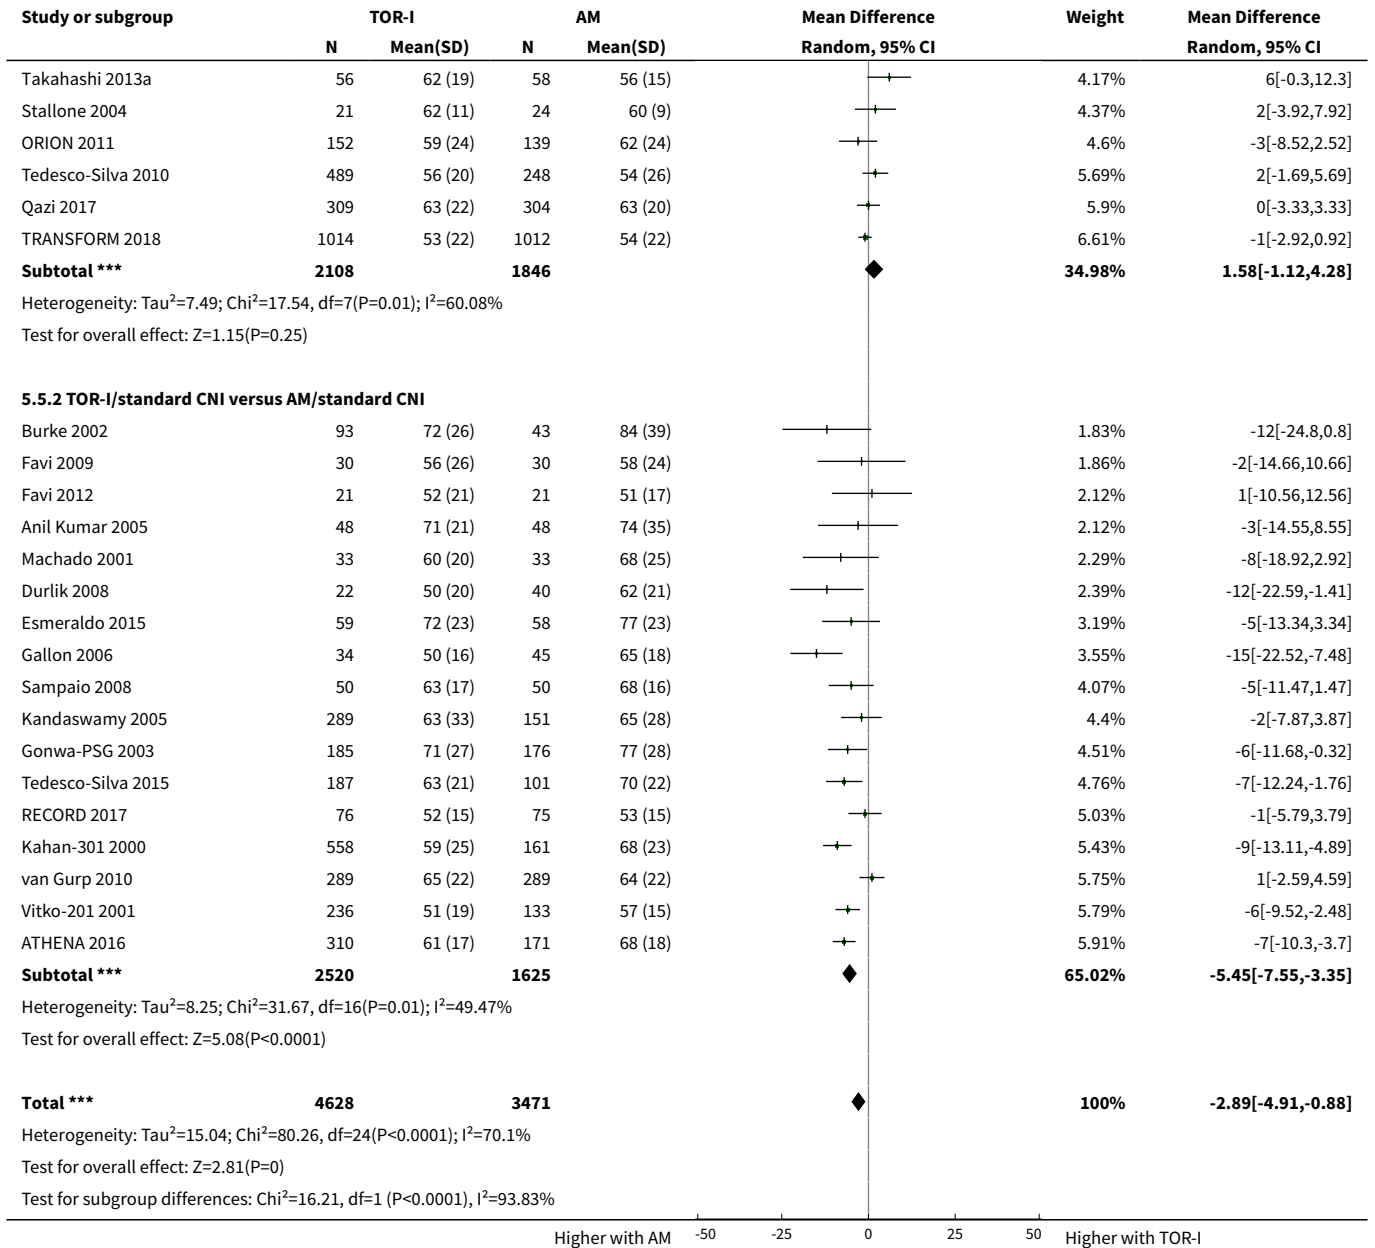 Study or subgroup TOR-I AM Mean Difference Weight Mean Difference
N Mean(SD) N Mean(SD) Random, 95% CI Random, 95% CI
Takahashi 2013a 56 62 (19) 58 56 (15) 4.17% 6[-0.3,12.3]
Stallone 2004 21 62 (11) 24 60 (9) 4.37% 2[-3.92,7.92]
ORION 2011 152 59 (24) 139 62 (24) 4.6% -3[-8.52,2.52]
Tedesco-Silva 2010 489 56 (20) 248 54 (26) 5.69% 2[-1.69,5.69]
Qazi 2017 309 63 (22) 304 63 (20) 5.9% 0[-3.33,3.33]
TRANSFORM 2018 1014 53 (22) 1012 54 (22) 6.61% -1[-2.92,0.92]
Subtotal *** 2108 1846 34.98% 1.58[-1.12,4.28]
Heterogeneity: Tau²=7.49; Chi²=17.54, df=7(P=0.01); I²=60.08%
Test for overall effect: Z=1.15(P=0.25)
5.5.2 TOR-I/standard CNI versus AM/standard CNI
Burke 2002 93 72 (26) 43 84 (39) 1.83% -12[-24.8,0.8]
Favi 2009 30 56 (26) 30 58 (24) 1.86% -2[-14.66,10.66]
Favi 2012 21 52 (21) 21 51 (17) 2.12% 1[-10.56,12.56]
Anil Kumar 2005 48 71 (21) 48 74 (35) 2.12% -3[-14.55,8.55]
Machado 2001 33 60 (20) 33 68 (25) 2.29% -8[-18.92,2.92]
Durlik 2008 22 50 (20) 40 62 (21) 2.39% -12[-22.59,-1.41]
Esmeraldo 2015 59 72 (23) 58 77 (23) 3.19% -5[-13.34,3.34]
Gallon 2006 34 50 (16) 45 65 (18) 3.55% -15[-22.52,-7.48]
Sampaio 2008 50 63 (17) 50 68 (16) 4.07% -5[-11.47,1.47]
Kandaswamy 2005 289 63 (33) 151 65 (28) 4.4% -2[-7.87,3.87]
Gonwa-PSG 2003 185 71 (27) 176 77 (28) 4.51% -6[-11.68,-0.32]
Tedesco-Silva 2015 187 63 (21) 101 70 (22) 4.76% -7[-12.24,-1.76]
RECORD 2017 76 52 (15) 75 53 (15) 5.03% -1[-5.79,3.79]
Kahan-301 2000 558 59 (25) 161 68 (23) 5.43% -9[-13.11,-4.89]
van Gurp 2010 289 65 (22) 289 64 (22) 5.75% 1[-2.59,4.59]
Vitko-201 2001 236 51 (19) 133 57 (15) 5.79% -6[-9.52,-2.48]
ATHENA 2016 310 61 (17) 171 68 (18) 5.91% -7[-10.3,-3.7]
Subtotal *** 2520 1625 65.02% -5.45[-7.55,-3.35]
Heterogeneity: Tau²=8.25; Chi²=31.67, df=16(P=0.01); I²=49.47%
Test for overall effect: Z=5.08(P<0.0001)
Total *** 4628 3471 100% -2.89[-4.91,-0.88]
Heterogeneity: Tau²=15.04; Chi²=80.26, df=24(P<0.0001); I²=70.1%
Test for overall effect: Z=2.81(P=0)
Test for subgroup differences: Chi²=16.21, df=1 (P<0.0001), I²=93.83%
Higher with AM -50 -25 0 25 50 Higher with TOR-I